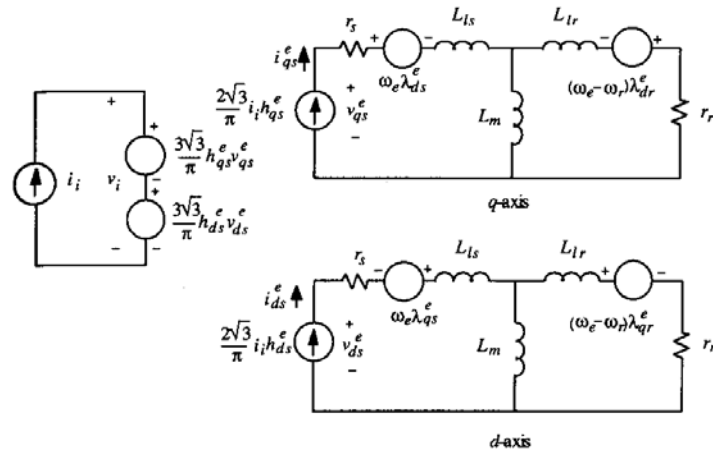 i_i
+
v_i
−
+
3√3/π h_qs^e v_qs^e
−
+
3√3/π h_ds^e v_ds^e
−
i_qs^e
r_s
+ −
ω_e λ_ds^e
L_ls
L_lr
− +
(ω_e − ω_r) λ_dr^e
2√3/π i_i h_qs^e
+
v_qs^e
−
L_m
r_r
q-axis
i_ds^e
r_s
− +
ω_e λ_qs^e
L_ls
L_lr
+ −
(ω_e − ω_r) λ_qr^e
2√3/π i_i h_ds^e
+
v_ds^e
−
L_m
r_r
d-axis